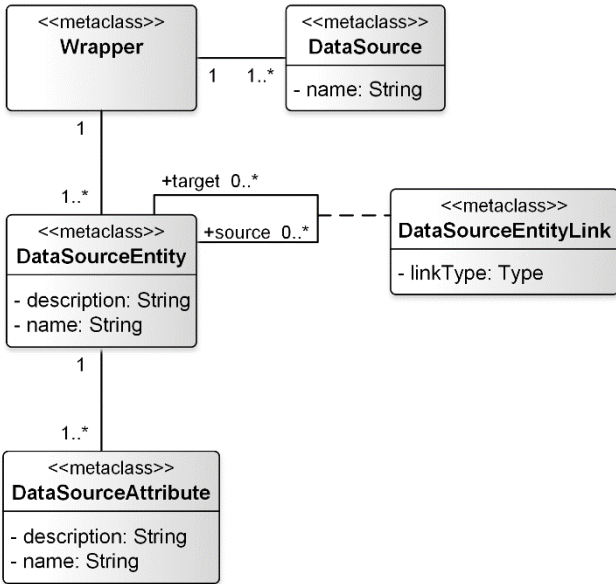 <<metaclass>>
Wrapper
<<metaclass>>
DataSource
- name: String
1
1..*
1
1..*
+target 0..*
+source 0..*
<<metaclass>>
DataSourceEntity
- description: String
- name: String
<<metaclass>>
DataSourceEntityLink
- linkType: Type
1
1..*
<<metaclass>>
DataSourceAttribute
- description: String
- name: String